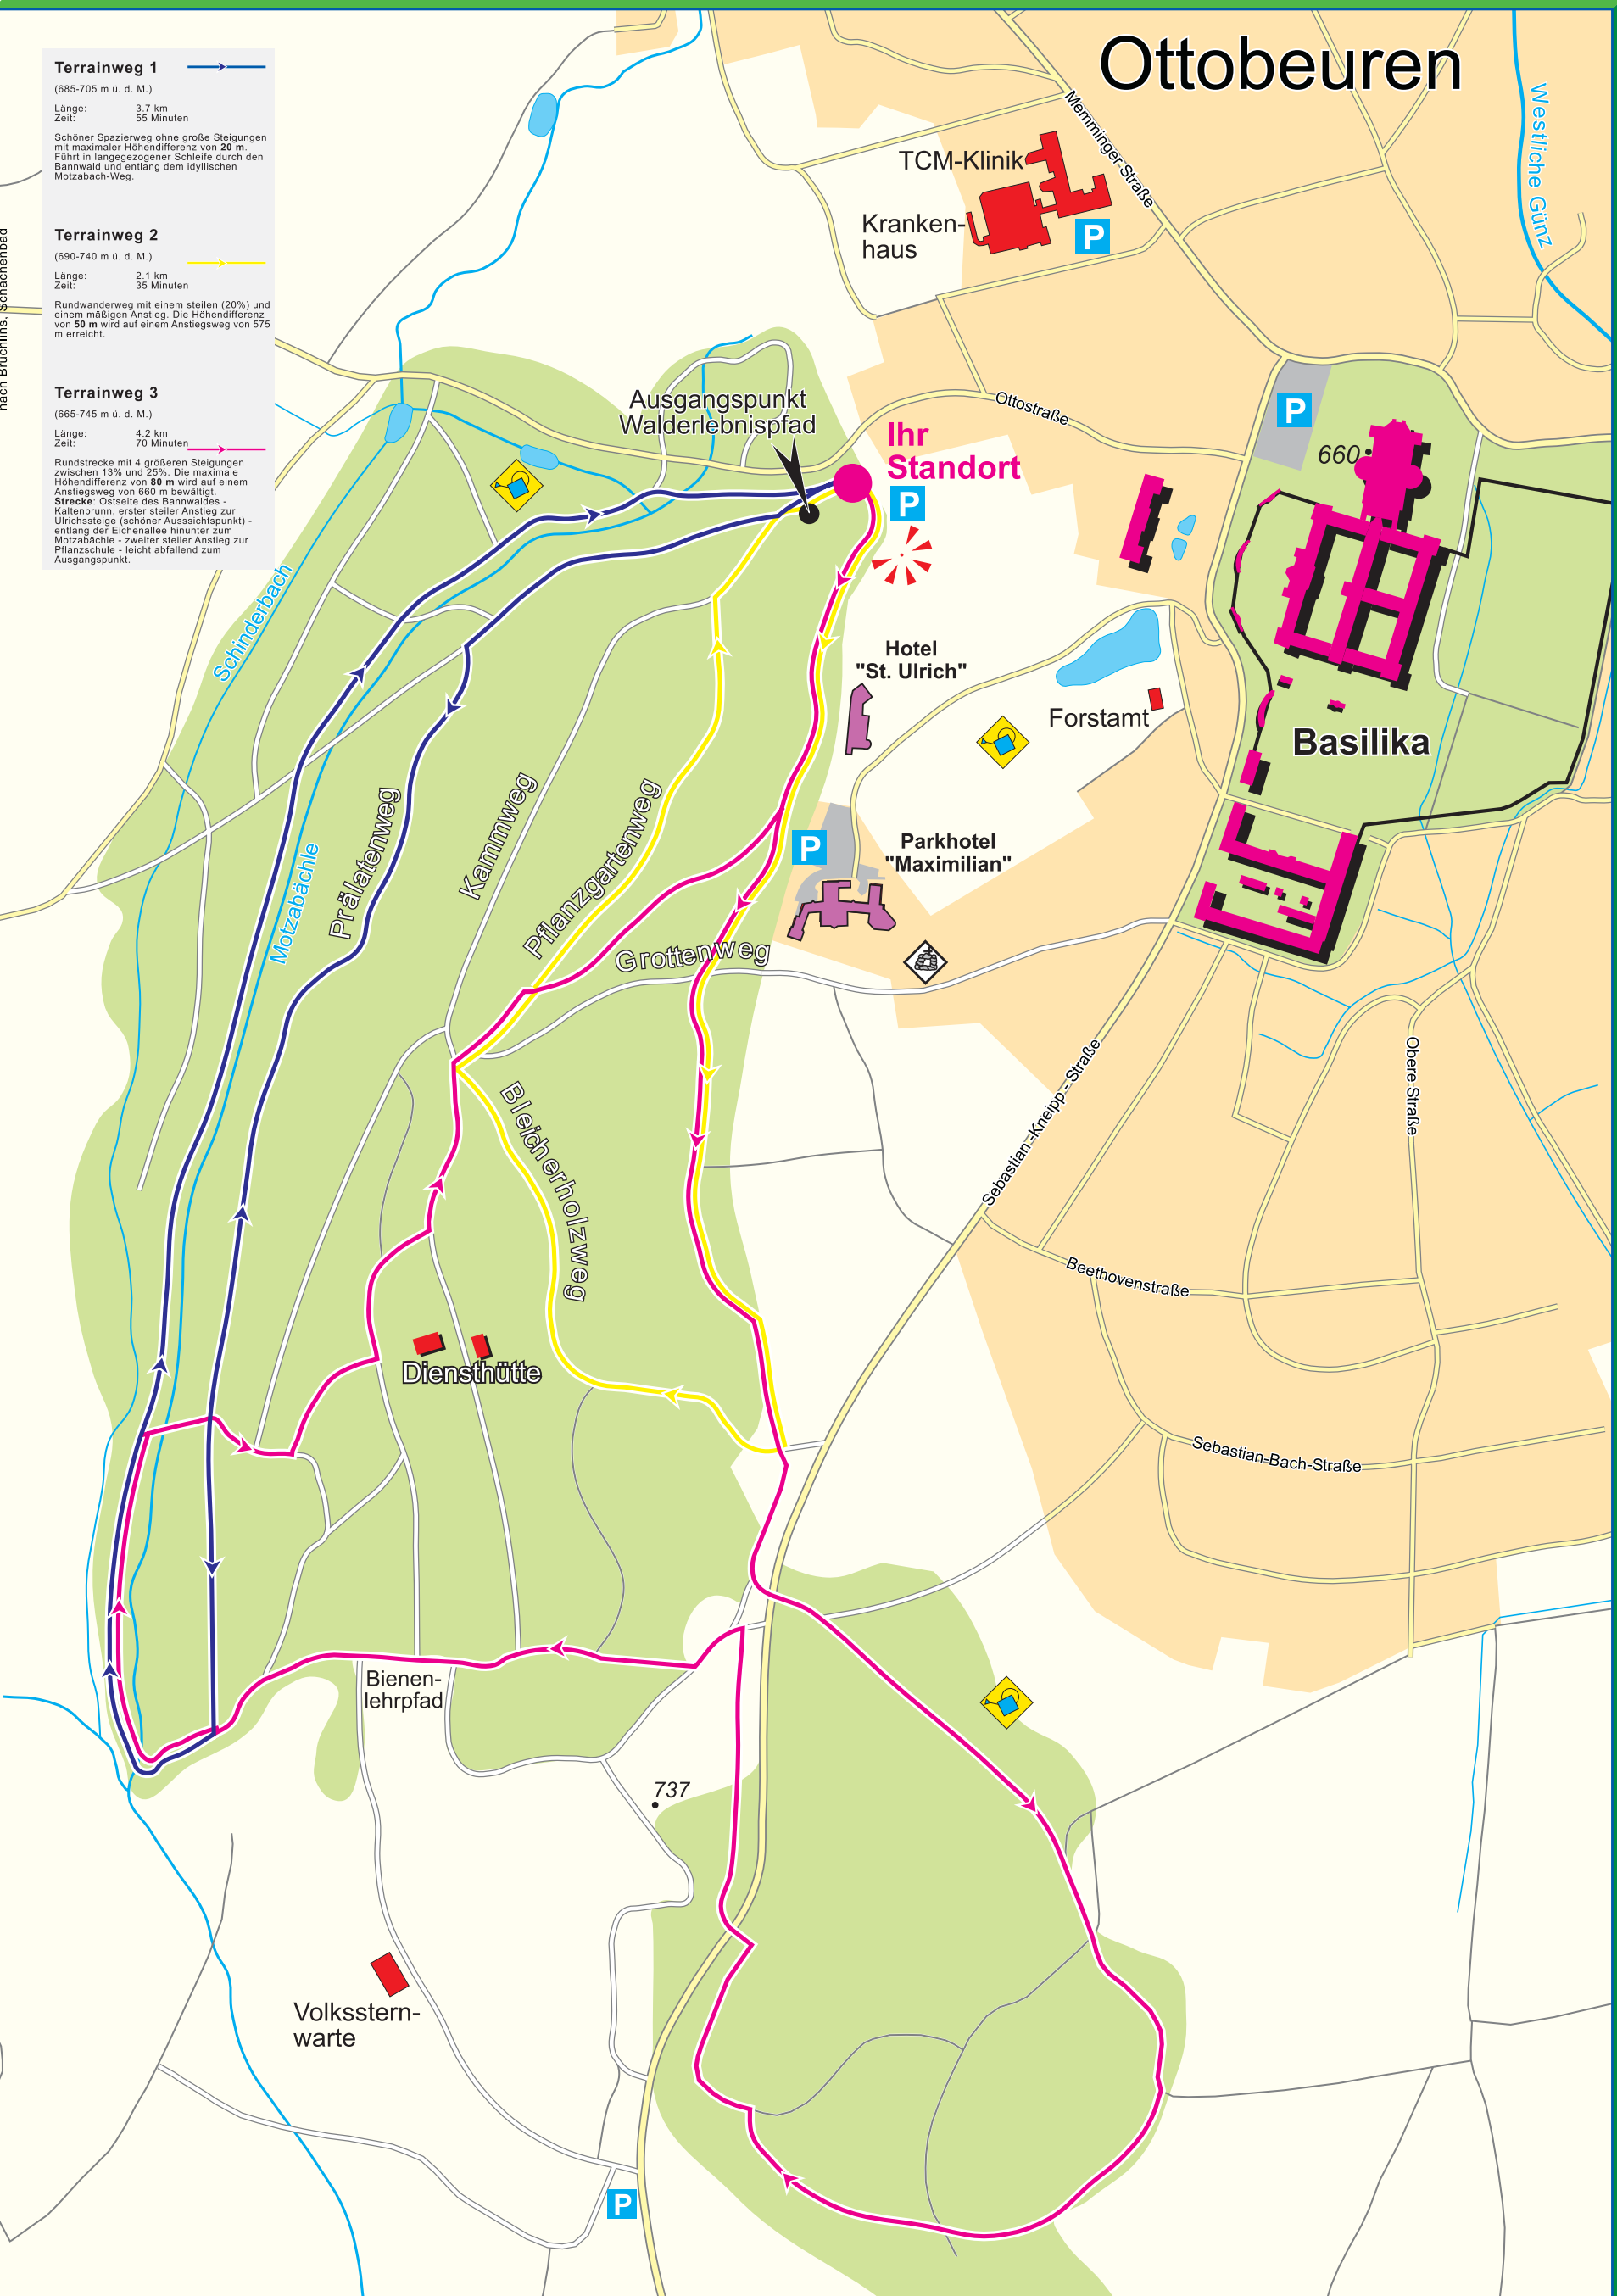 Ottobeuren
Terrainweg 1
(685-705 m ü. d. M.)
Länge: 3.7 km
Zeit: 55 Minuten
Schöner Spazierweg ohne große Steigungen
mit maximaler Höhendifferenz von 20 m.
Führt in langegezogener Schleife durch den
Bannwald und entlang dem idyllischen
Motzabach-Weg.
Terrainweg 2
(690-740 m ü. d. M.)
Länge: 2.1 km
Zeit: 35 Minuten
Rundwanderweg mit einem steilen (20%) und
einem mäßigen Anstieg. Die Höhendifferenz
von 50 m wird auf einem Anstiegsweg von 575
m erreicht.
Terrainweg 3
(665-745 m ü. d. M.)
Länge: 4.2 km
Zeit: 70 Minuten
Rundstrecke mit 4 größeren Steigungen
zwischen 13% und 25%. Die maximale
Höhendifferenz von 80 m wird auf einem
Anstiegsweg von 660 m bewältigt.
Strecke: Ostseite des Bannwaldes -
Kaltenbrunn, erster steiler Anstieg zur
Ulrichssteige (schöner Ausssichtspunkt) -
entlang der Eichenallee hinunter zum
Motzabächle - zweiter steiler Anstieg zur
Pflanzschule - leicht abfallend zum
Ausgangspunkt.
nach Bruchlins, Schachenbad
Westliche Günz
Memminger-Straße
TCM-Klinik
Kranken-
haus
P
Ausgangspunkt
Walderlebnispfad
Ottostraße
P
Ihr
Standort
660
P
Schinderbach
Hotel
"St. Ulrich"
Forstamt
Basilika
Prälatenweg
Kammweg
Pflanzgartenweg
Motzabächle
P
Parkhotel
"Maximilian"
Grottenweg
Bleicherholzweg
Sebastian-Kneipp-Straße
Obere-Straße
Beethovenstraße
Diensthütte
Sebastian-Bach-Straße
Bienen-
lehrpfad
737
Volksstern-
warte
P